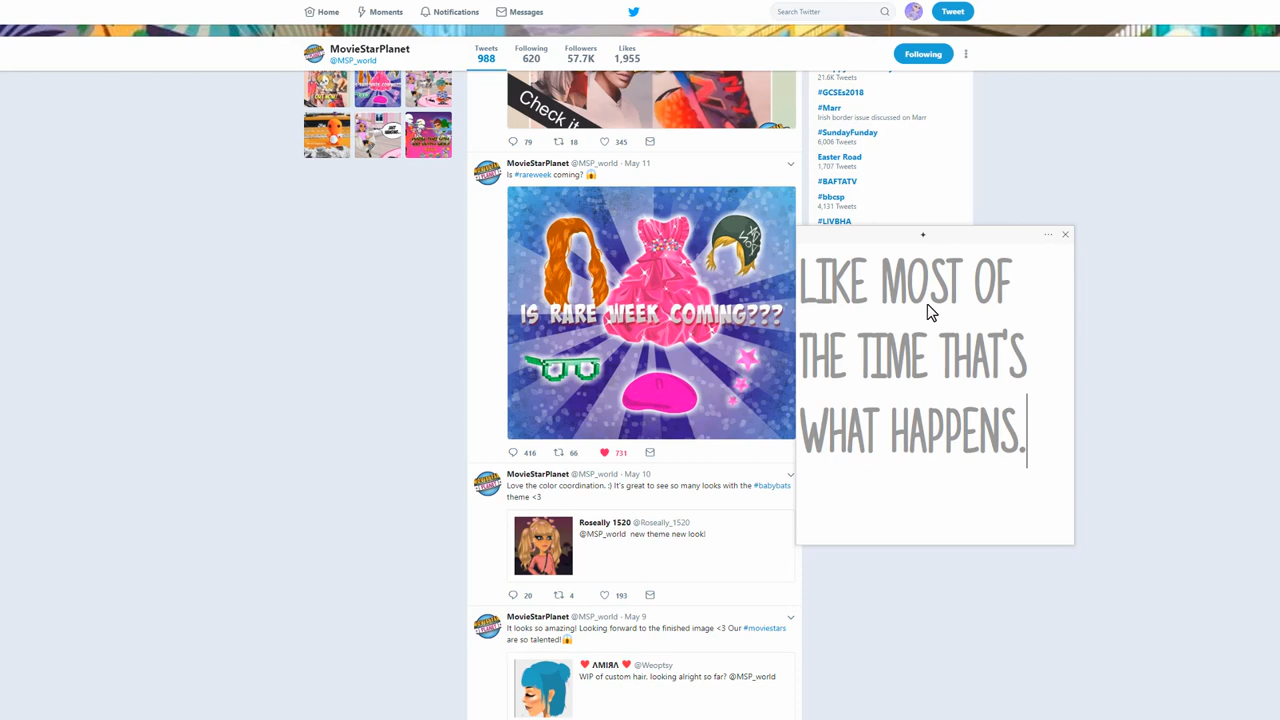 Home
Moments
Notifications
Messages
Search Twitter
Tweet
MovieStarPlanet
@MSP_world
Tweets
988
Following
620
Followers
57.7K
Likes
1,955
Following
21.6K Tweets
#GCSEs2018
#Marr
Irish border issue discussed on Marr
#SundayFunday
6,006 Tweets
Easter Road
1,707 Tweets
#BAFTATV
#bbcsp
4,131 Tweets
#LIVBHA
Check it
79
18
345
MovieStarPlanet @MSP_world · May 11
Is #rareweek coming?
IS RARE WEEK COMING???
416
66
731
MovieStarPlanet @MSP_world · May 10
Love the color coordination. :) It's great to see so many looks with the #babybats
theme <3
Roseally 1520 @Roseally_1520
@MSP_world new theme new look!
20
4
193
MovieStarPlanet @MSP_world · May 9
It looks so amazing! Looking forward to the finished image <3 Our #moviestars
are so talented!
ΛMIЯΛ @Weoptsy
WIP of custom hair. looking alright so far? @MSP_world
LIKE MOST OF
THE TIME THAT'S
WHAT HAPPENS.